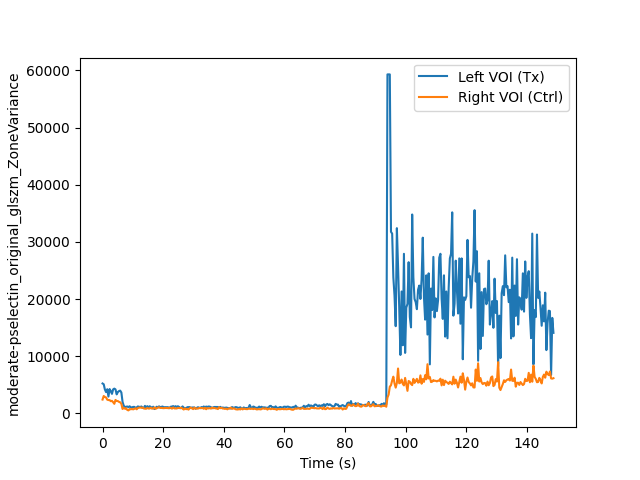 moderate-pselectin_original_glszm_ZoneVariance
60000
50000
40000
30000
20000
10000
0
Left VOI (Tx)
Right VOI (Ctrl)
0 20 40 60 80 100 120 140
Time (s)